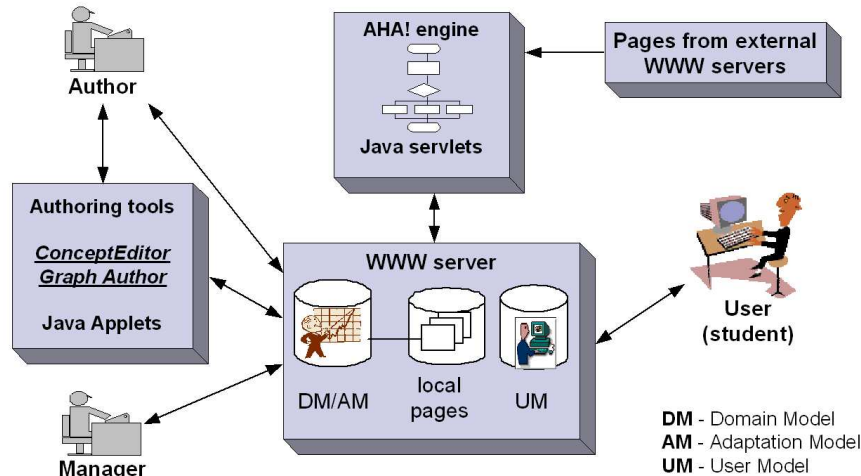 AHA! engine
Java servlets
Pages from external
WWW servers
Author
Authoring tools
ConceptEditor
Graph Author
Java Applets
WWW server
DM/AM
local
pages
UM
User
(student)
Manager
DM - Domain Model
AM - Adaptation Model
UM - User Model